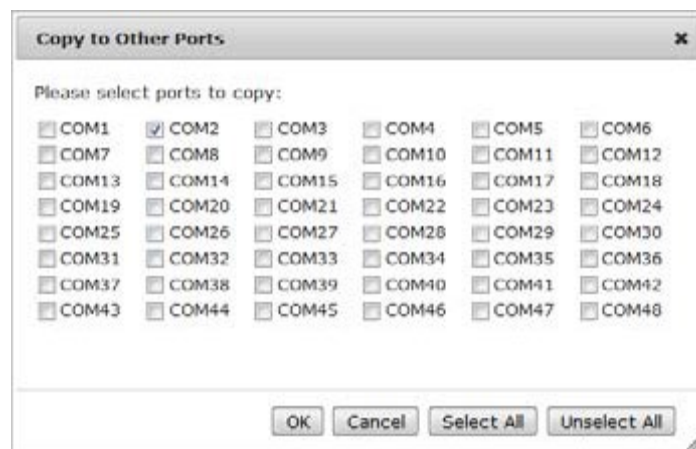 Copy to Other Ports
Please select ports to copy:
COM1 COM2 COM3 COM4 COM5 COM6
COM7 COM8 COM9 COM10 COM11 COM12
COM13 COM14 COM15 COM16 COM17 COM18
COM19 COM20 COM21 COM22 COM23 COM24
COM25 COM26 COM27 COM28 COM29 COM30
COM31 COM32 COM33 COM34 COM35 COM36
COM37 COM38 COM39 COM40 COM41 COM42
COM43 COM44 COM45 COM46 COM47 COM48
OK Cancel Select All Unselect All